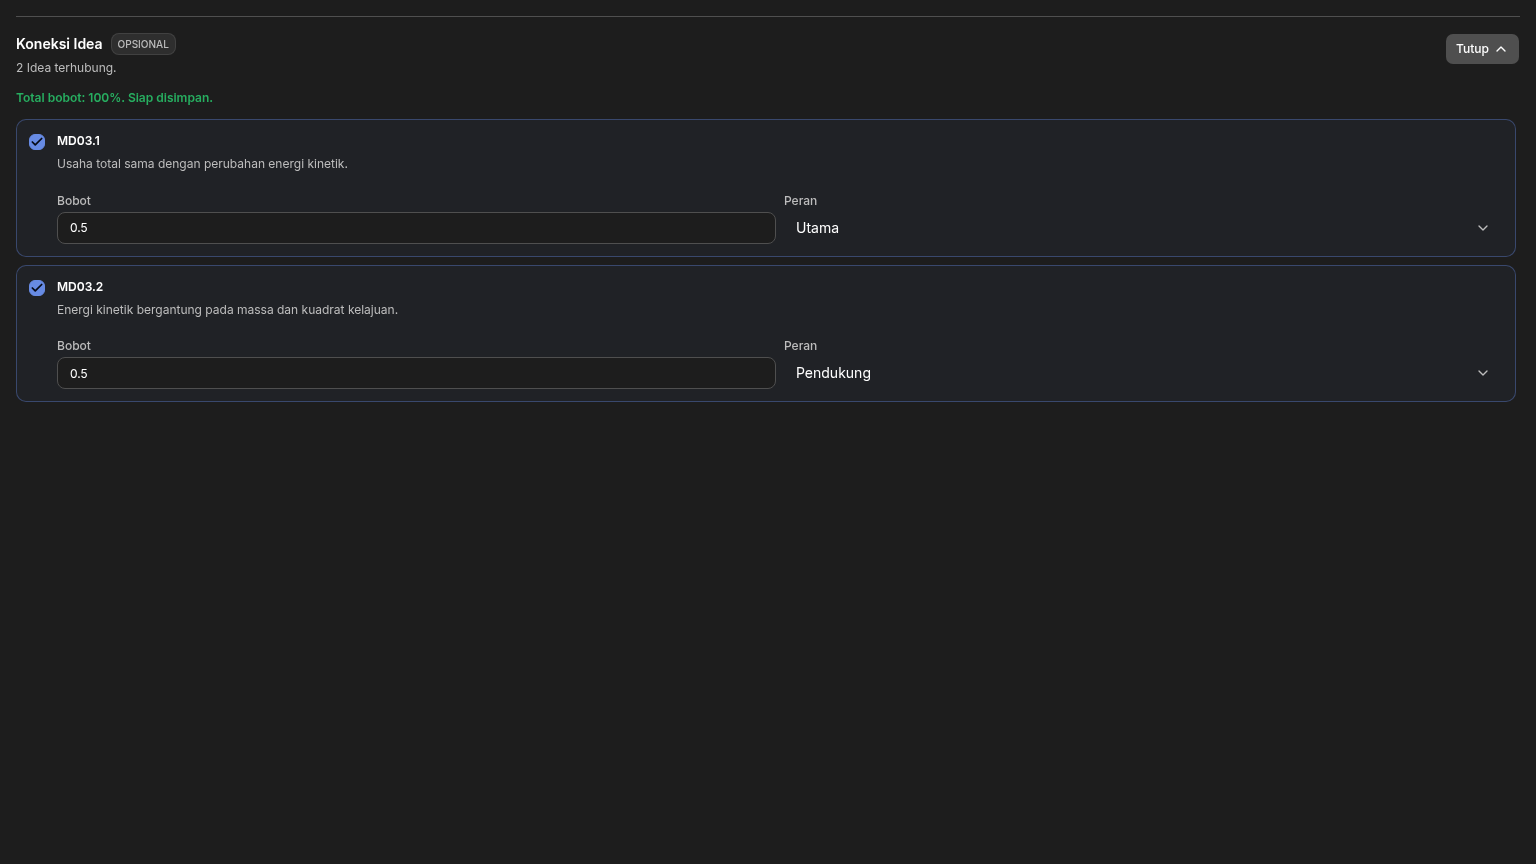 Koneksi Idea OPSIONAL
Tutup
2 Idea terhubung.
Total bobot: 100%. Siap disimpan.
MD03.1
Usaha total sama dengan perubahan energi kinetik.
Bobot Peran
0.5 Utama
MD03.2
Energi kinetik bergantung pada massa dan kuadrat kelajuan.
Bobot Peran
0.5 Pendukung